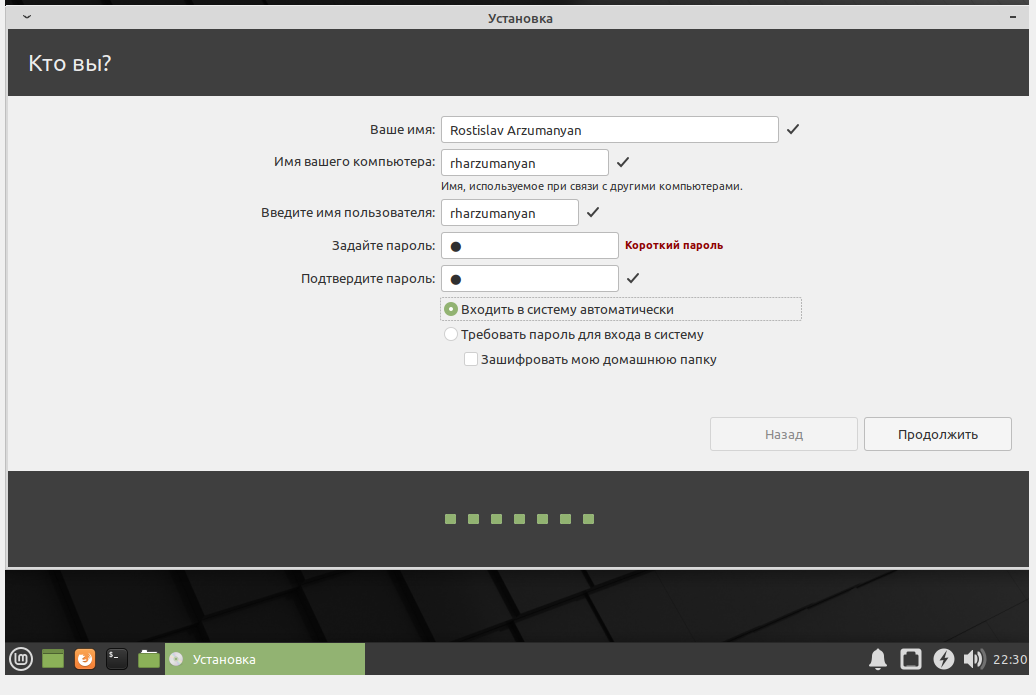 Установка
Кто вы?
Ваше имя: Rostislav Arzumanyan
Имя вашего компьютера: rharzumanyan
Имя, используемое при связи с другими компьютерами.
Введите имя пользователя: rharzumanyan
Задайте пароль: ● Короткий пароль
Подтвердите пароль: ●
Входить в систему автоматически
Требовать пароль для входа в систему
Зашифровать мою домашнюю папку
Назад Продолжить
Установка 22:30